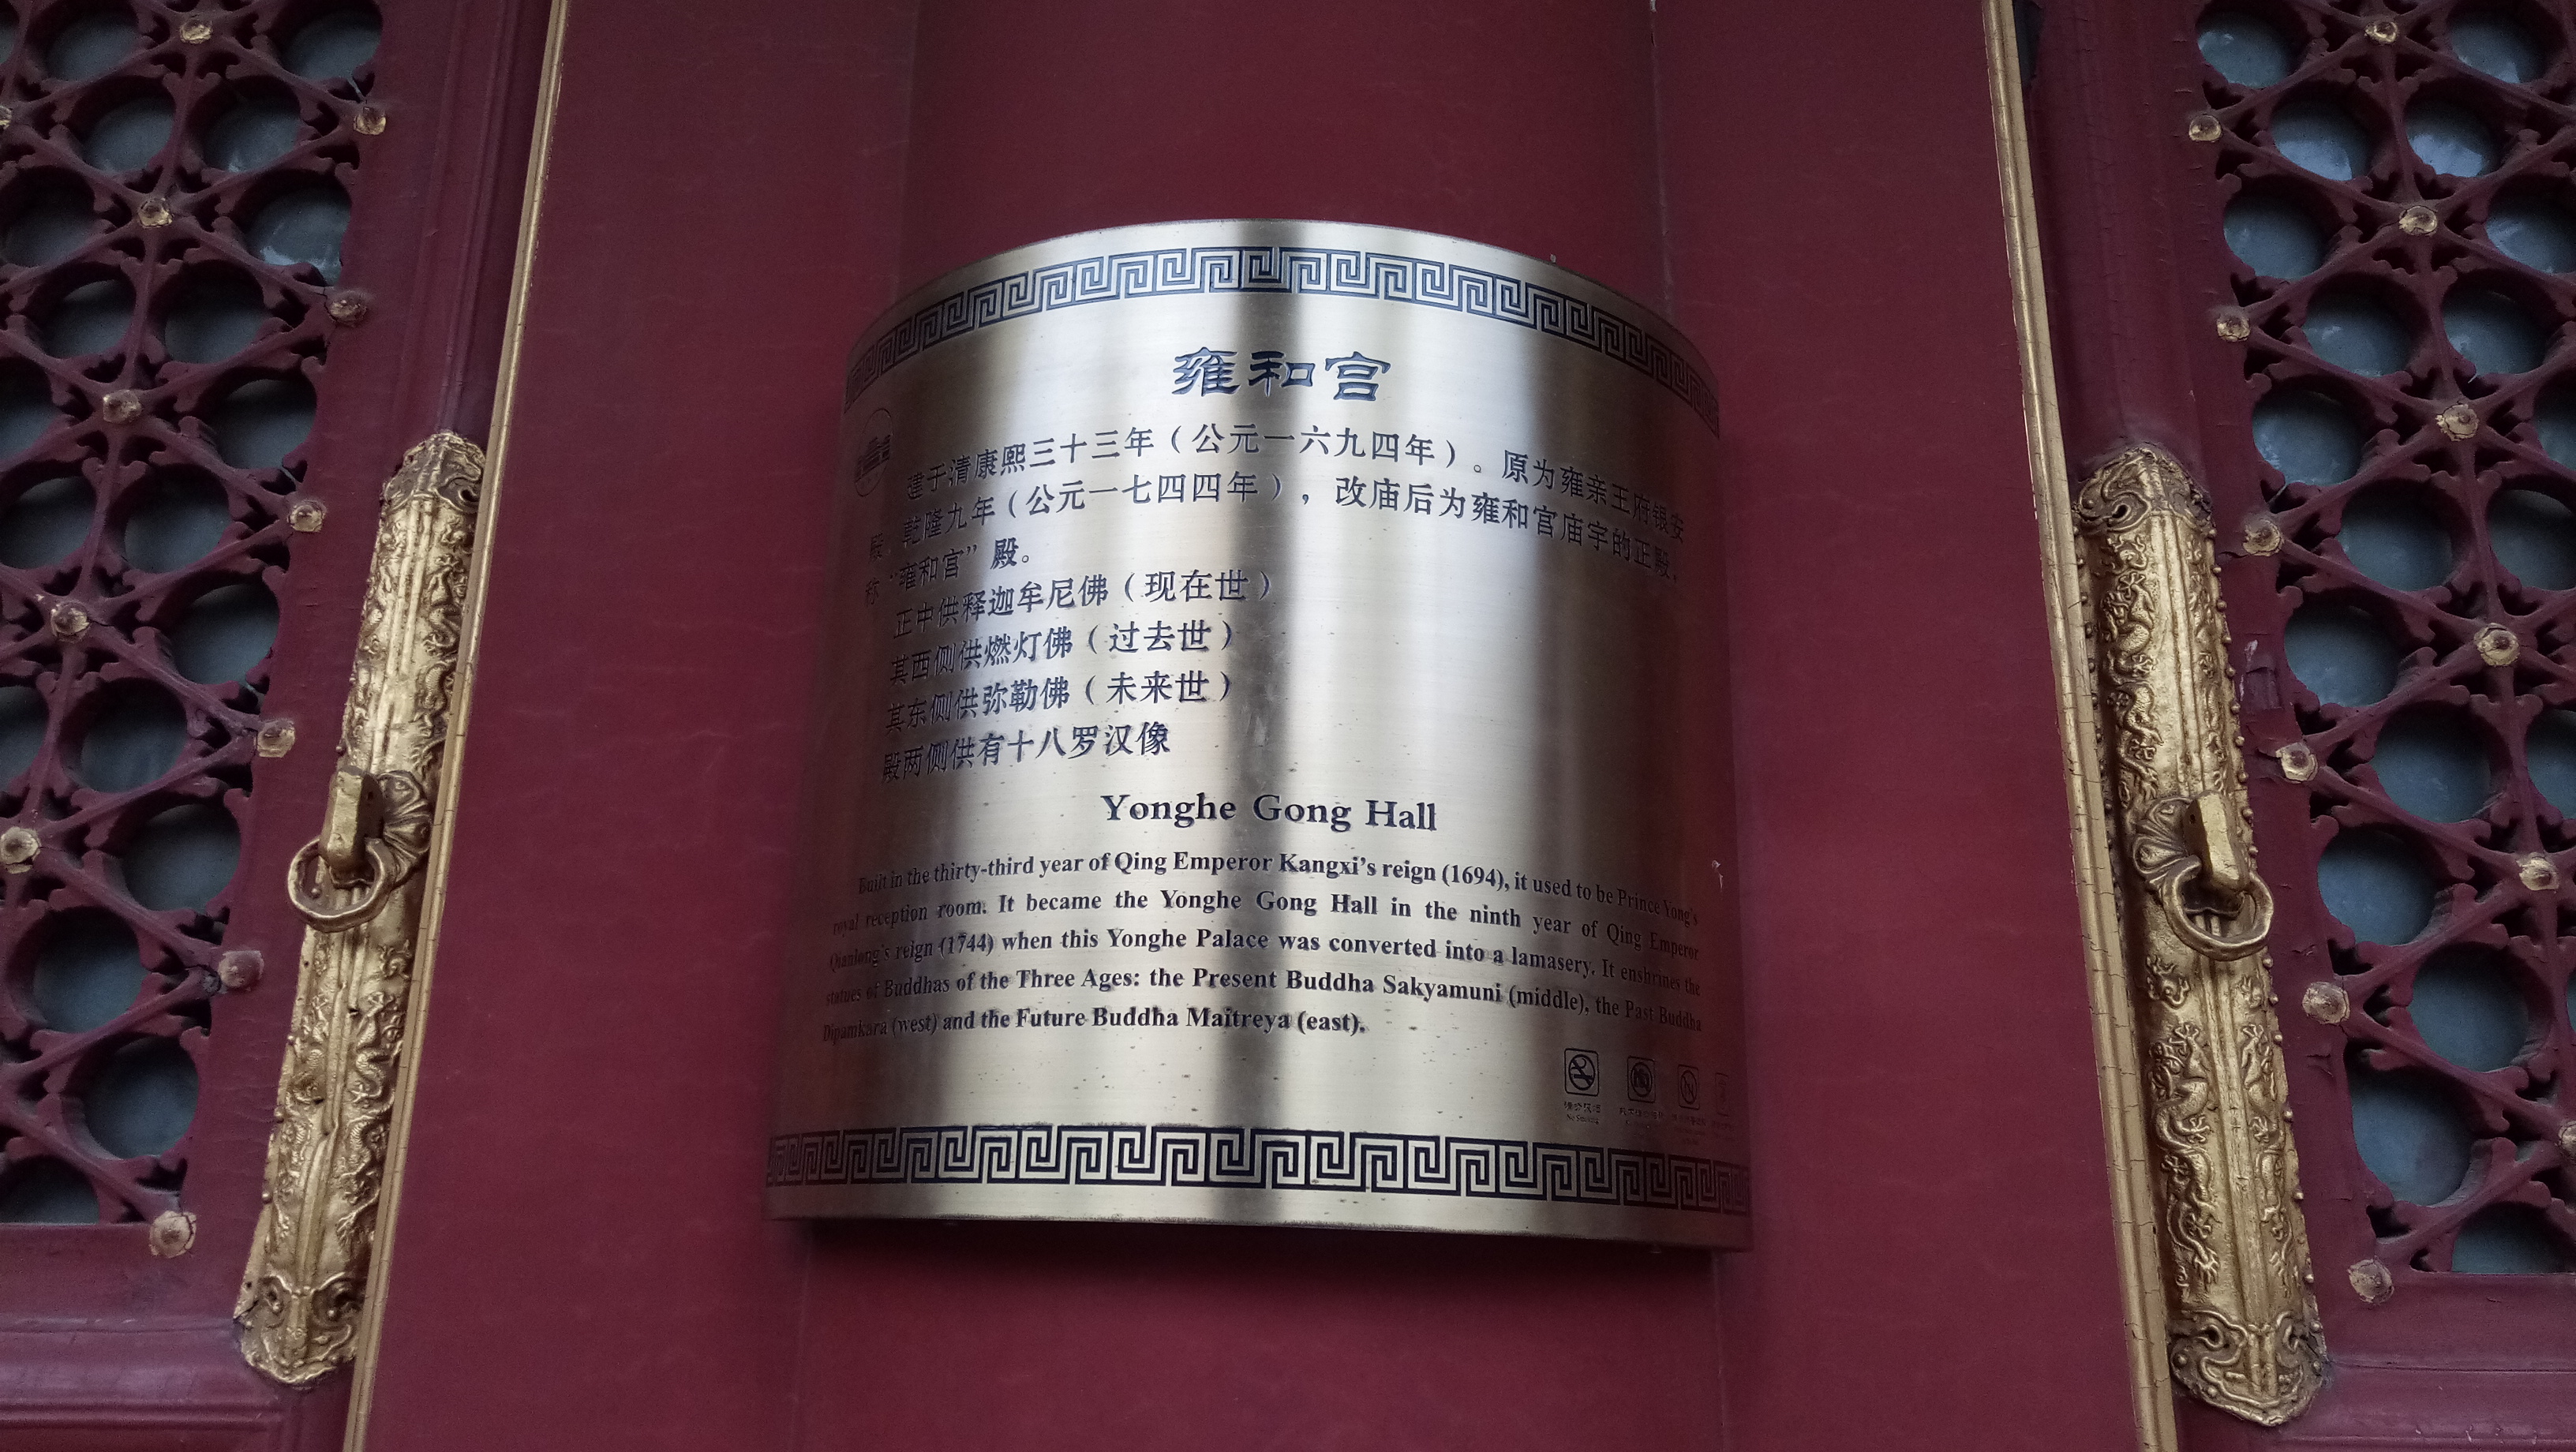 雍和宫
建于清康熙三十三年（公元一六九四年）。原为雍亲王府银安
殿，乾隆九年（公元一七四四年），改庙后为雍和宫庙宇的正殿，
称“雍和宫”殿。
正中供释迦牟尼佛（现在世）
其西侧供燃灯佛（过去世）
其东侧供弥勒佛（未来世）
殿两侧供有十八罗汉像
Yonghe Gong Hall
Built in the thirty-third year of Qing Emperor Kangxi's reign (1694), it used to be Prince Yong's
royal reception room. It became the Yonghe Gong Hall in the ninth year of Qing Emperor
Qianlong's reign (1744) when this Yonghe Palace was converted into a lamasery. It enshrines the
statues of Buddhas of the Three Ages: the Present Buddha Sakyamuni (middle), the Past Buddha
Dipamkara (west) and the Future Buddha Maitreya (east).
No Smoking